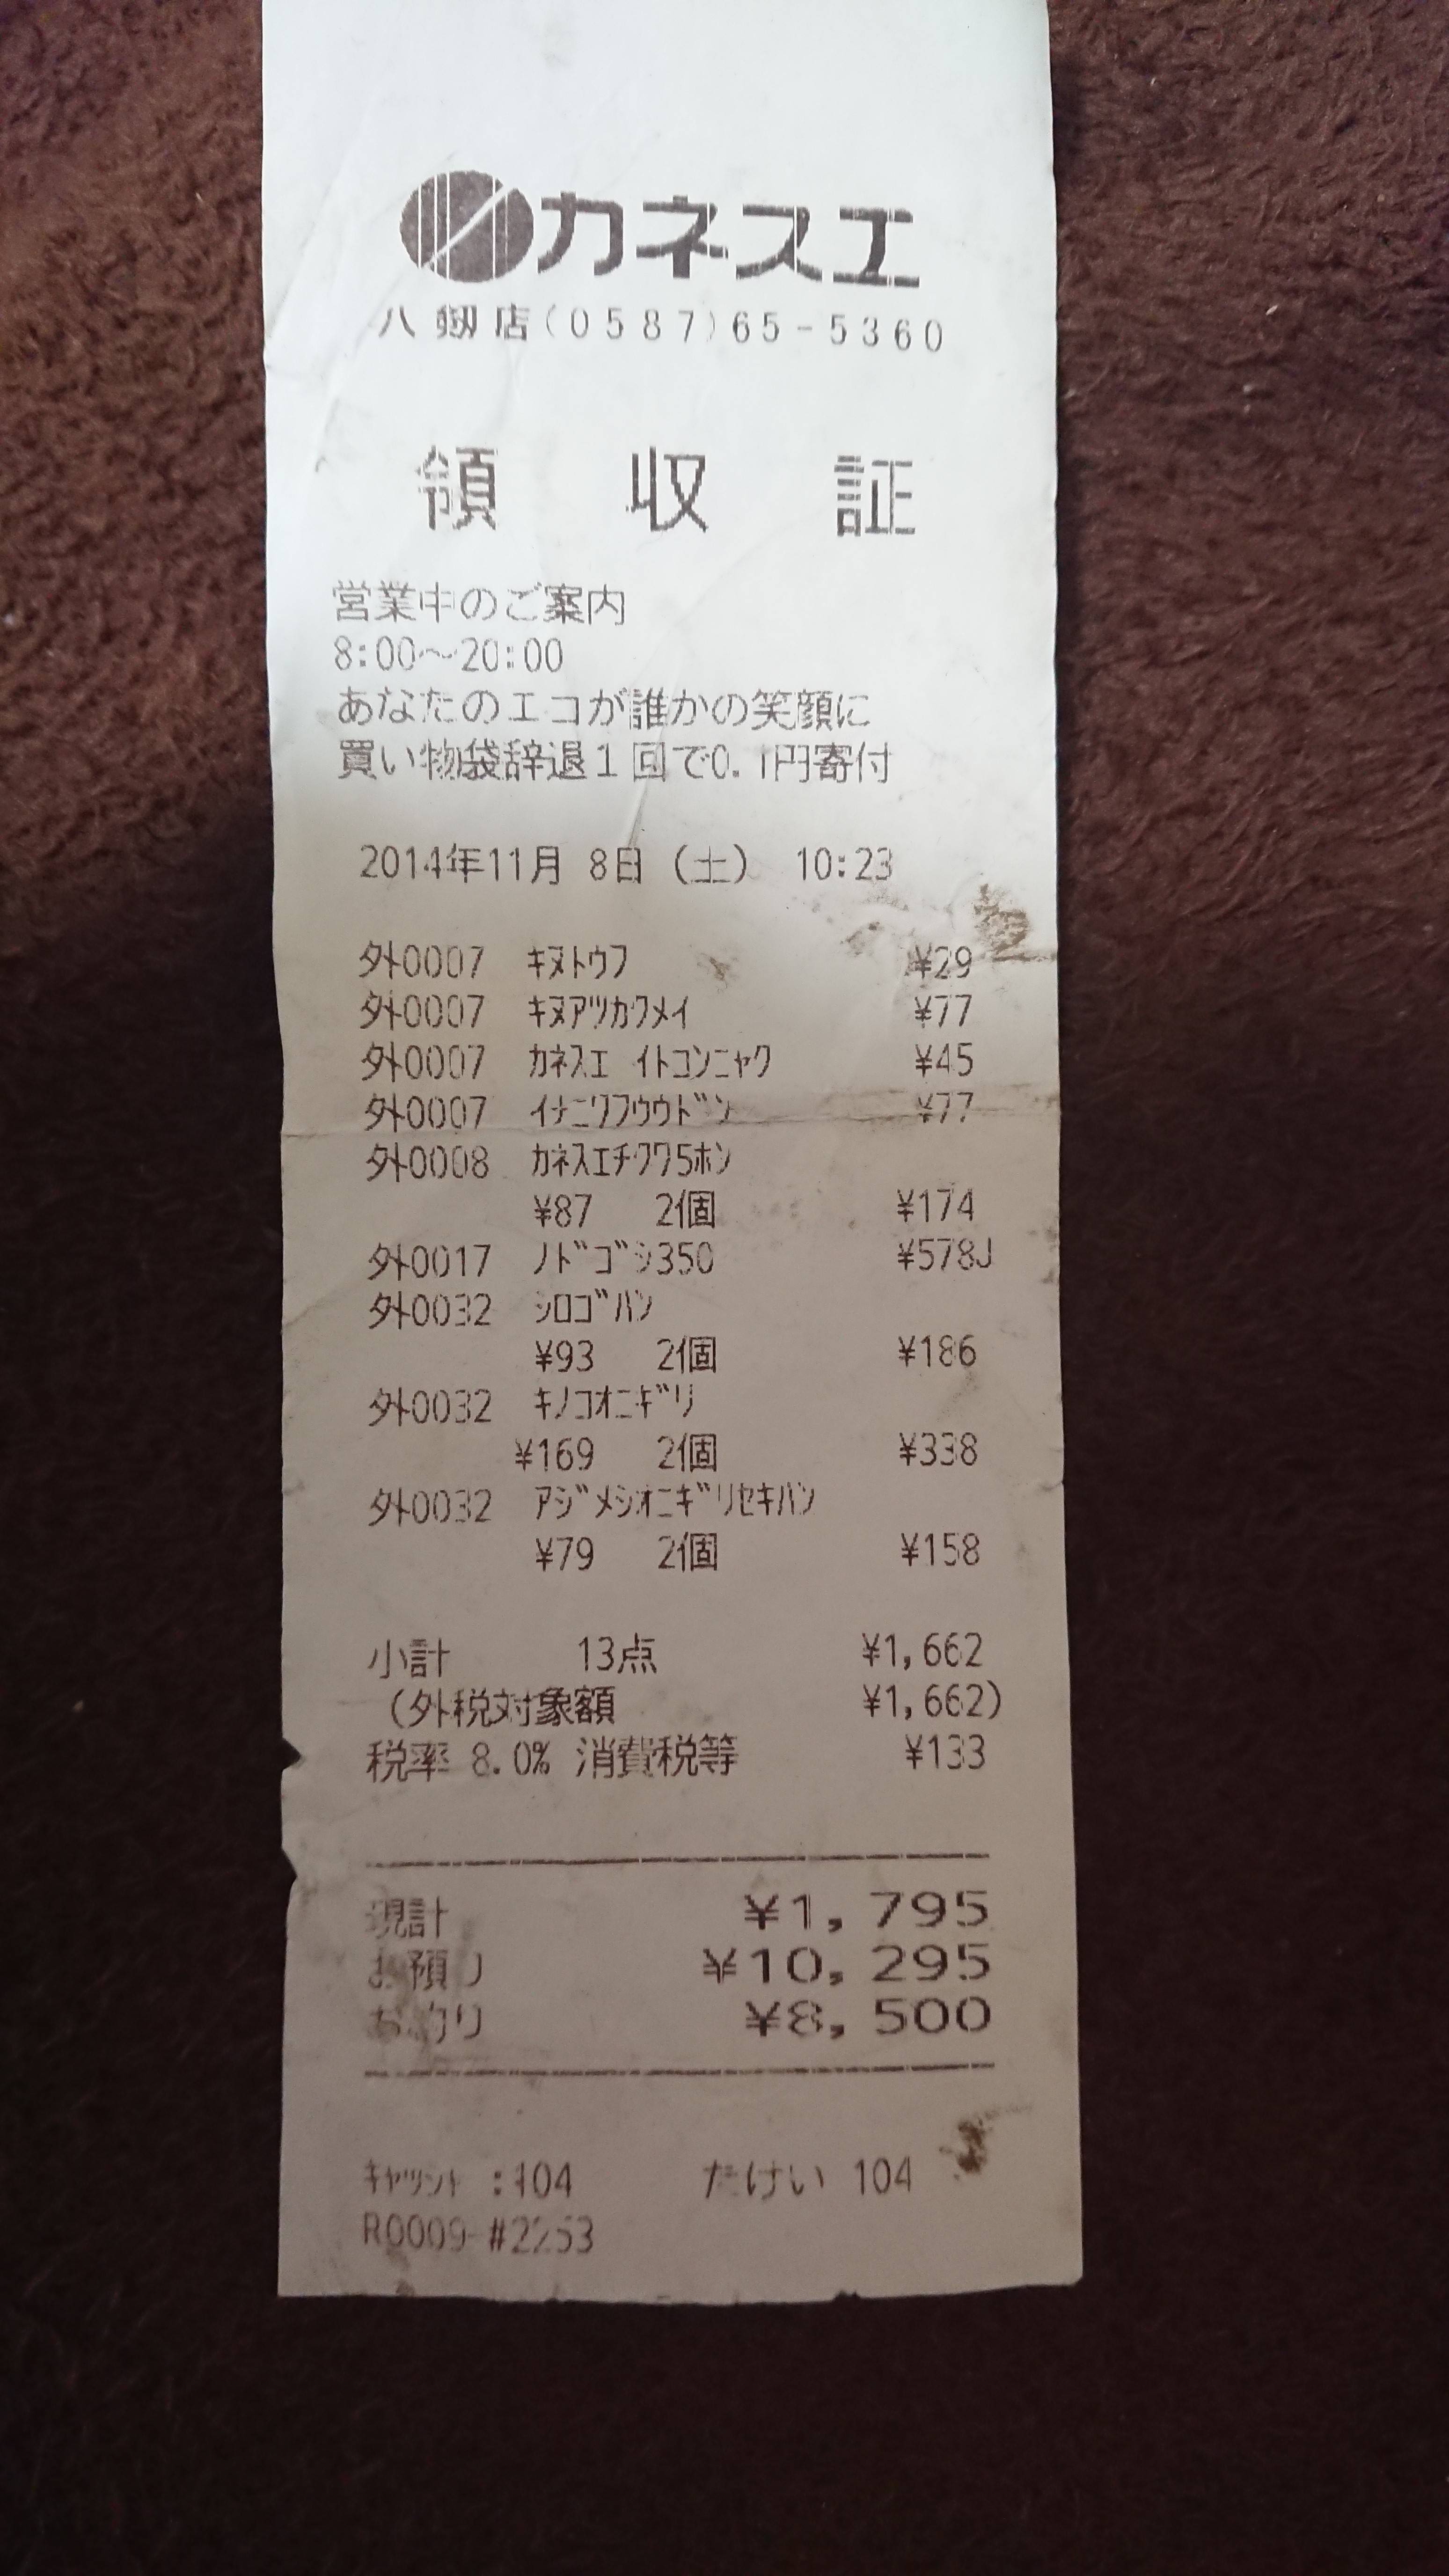 カネスエ
八剱店(0587)65-5360
領収証
営業中のご案内
8:00～20:00
あなたのエコが誰かの笑顔に
買い物袋辞退1回で0.1円寄付
2014年11月 8日（土） 10:23
外0007 ｷﾇﾄｳﾌ ¥29
外0007 ｷﾇｱﾂｶｸﾒｲ ¥77
外0007 ｶﾈｽｴ ｲﾄｺﾝﾆｬｸ ¥45
外0007 ｲﾅﾆﾜﾌｳｳﾄﾞﾝ ¥77
外0008 ｶﾈｽｴﾁｸﾜ5ﾎﾝ
¥87 2個 ¥174
外0017 ﾉﾄﾞｺﾞｼ350 ¥578J
外0032 ｼﾛｺﾞﾊﾝ
¥93 2個 ¥186
外0032 ｷﾉｺｵﾆｷﾞﾘ
¥169 2個 ¥338
外0032 ｱｼﾞﾒｼｵﾆｷﾞﾘｾｷﾊﾝ
¥79 2個 ¥158
小計 13点 ¥1,662
(外税対象額 ¥1,662)
税率 8.0% 消費税等 ¥133
現計 ¥1,795
お預り ¥10,295
お釣り ¥8,500
:104 たけい 104
R0009 #2253